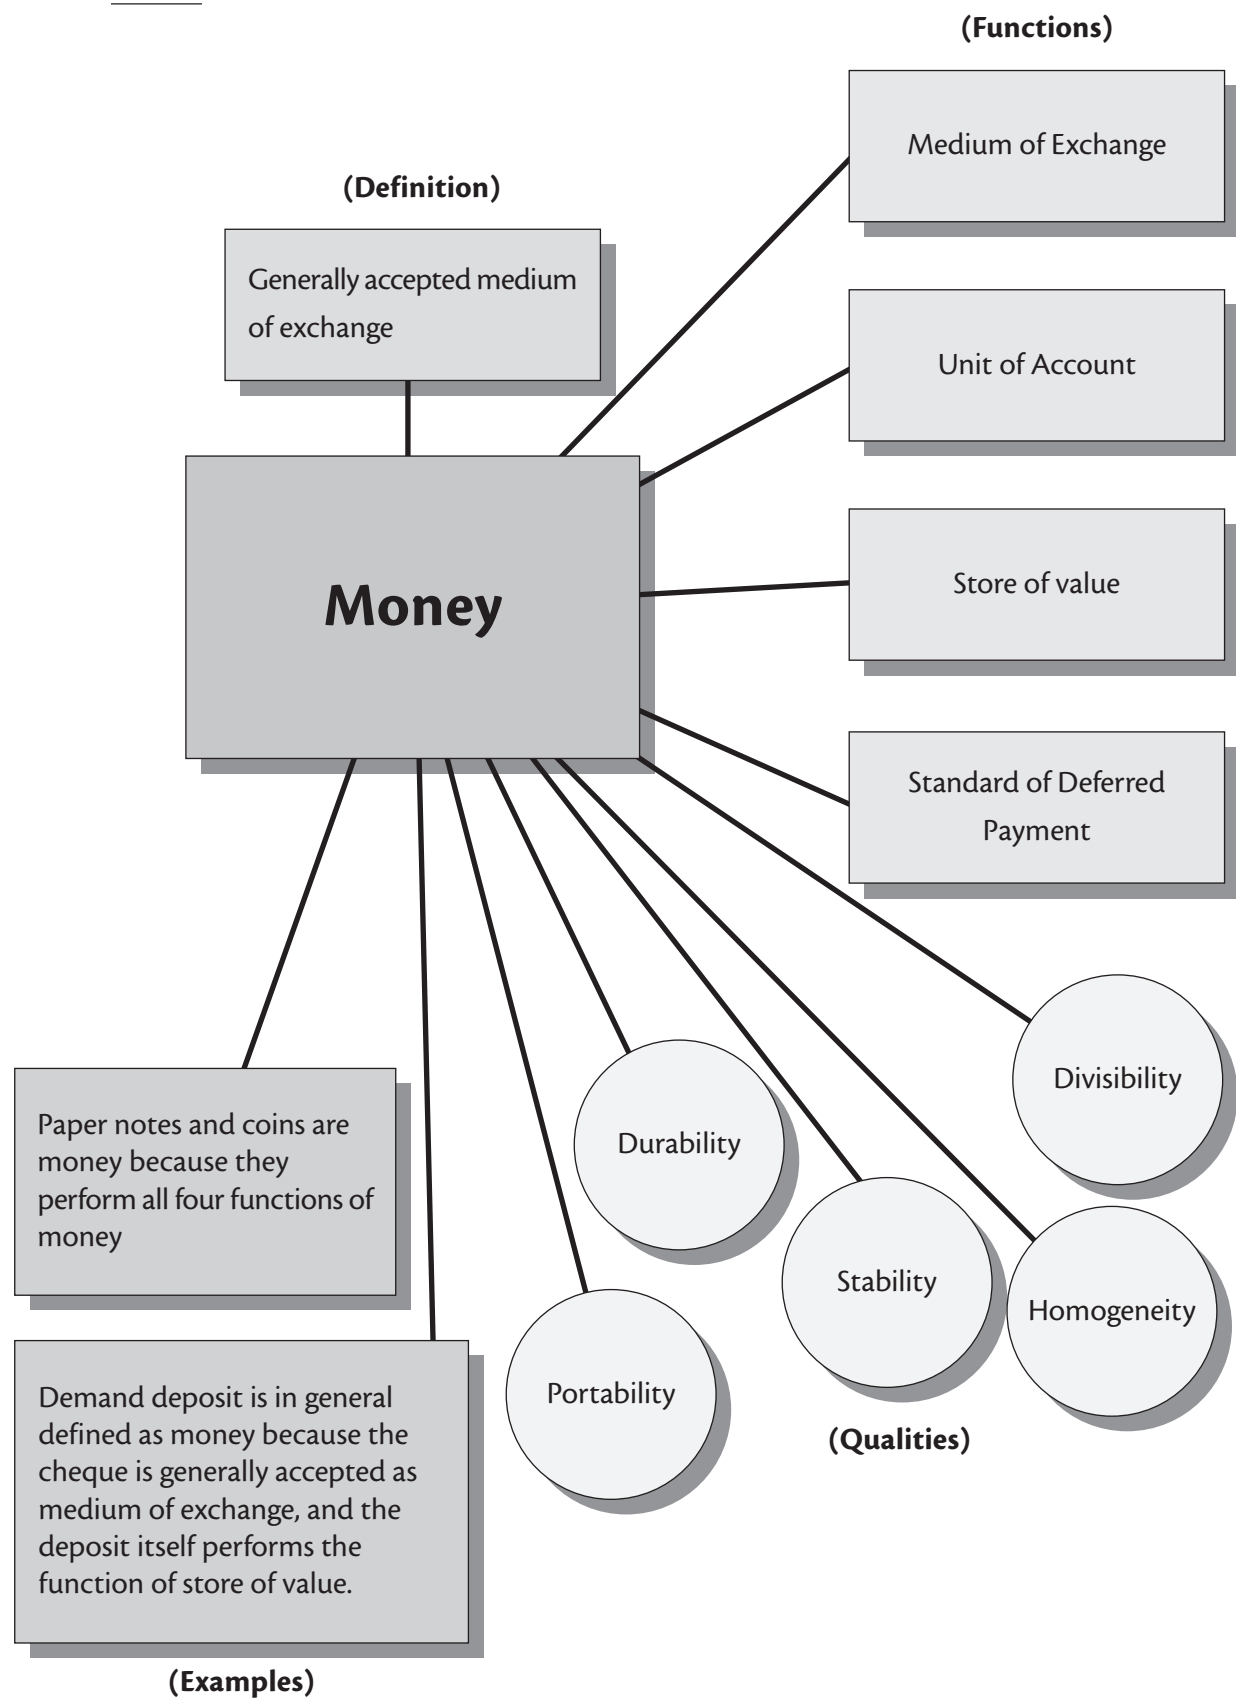 (Functions)
Medium of Exchange
(Definition)
Generally accepted medium
of exchange
Unit of Account
Money
Store of value
Standard of Deferred
Payment
Divisibility
Durability
Paper notes and coins are
money because they
perform all four functions of
money
Stability
Homogeneity
Portability
(Qualities)
Demand deposit is in general
defined as money because the
cheque is generally accepted as
medium of exchange, and the
deposit itself performs the
function of store of value.
(Examples)